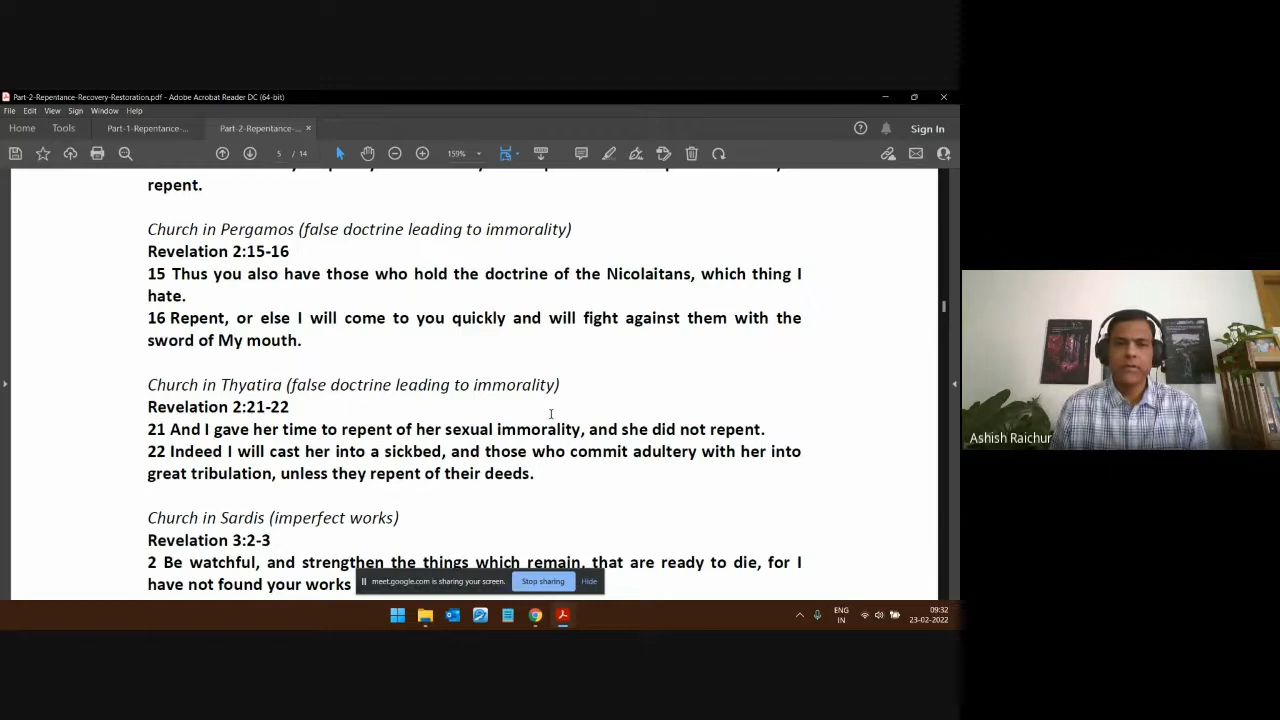 Part-2-Repentance-Recovery-Restoration.pdf - Adobe Acrobat Reader DC (64-bit)
File Edit View Sign Window Help
Home Tools Part-1-Repentance-... Part-2-Repentance-... × Sign In
5 / 14 159%
repent.
Church in Pergamos (false doctrine leading to immorality)
Revelation 2:15-16
15 Thus you also have those who hold the doctrine of the Nicolaitans, which thing I
hate.
16 Repent, or else I will come to you quickly and will fight against them with the
sword of My mouth.
Church in Thyatira (false doctrine leading to immorality)
Revelation 2:21-22
21 And I gave her time to repent of her sexual immorality, and she did not repent.
22 Indeed I will cast her into a sickbed, and those who commit adultery with her into
great tribulation, unless they repent of their deeds.
Church in Sardis (imperfect works)
Revelation 3:2-3
2 Be watchful, and strengthen the things which remain, that are ready to die, for I
have not found your works
meet.google.com is sharing your screen. Stop sharing Hide
ENG
IN
09:32
23-02-2022
Ashish Raichur